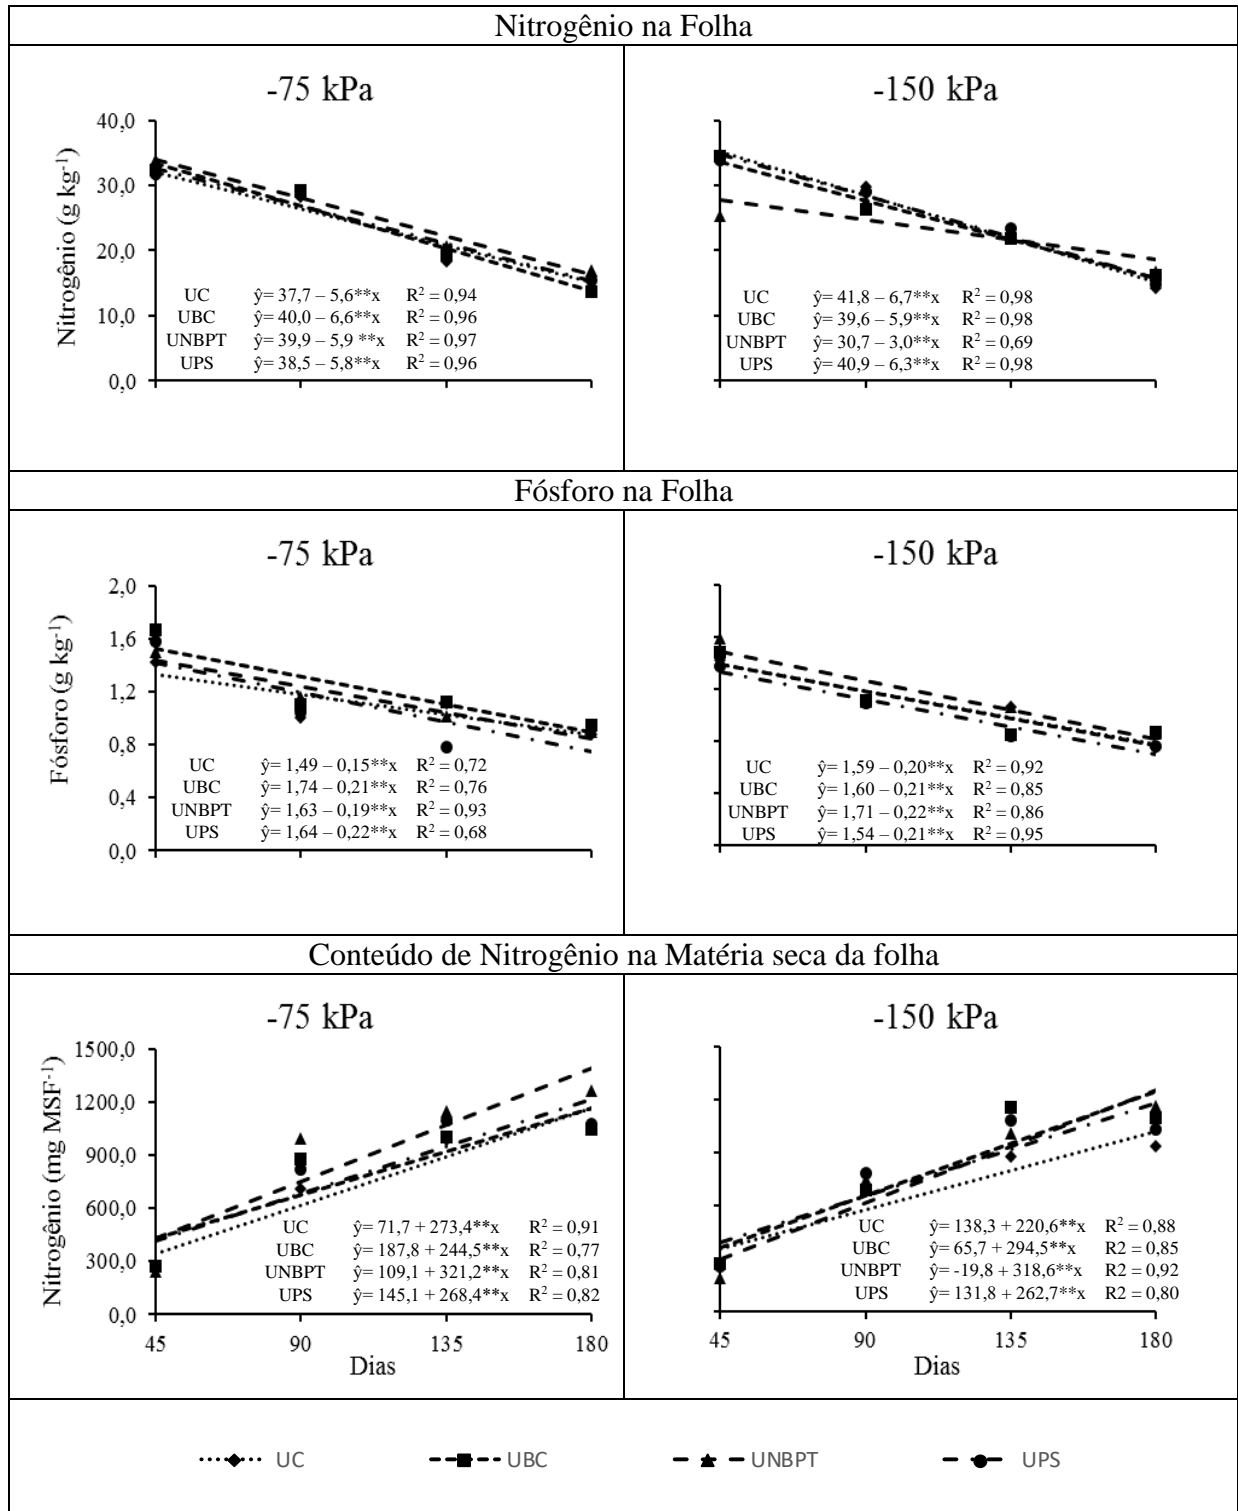 Nitrogênio na Folha
-75 kPa
-150 kPa
Nitrogênio (g kg⁻¹)
40,0
30,0
20,0
10,0
0,0
UC ŷ= 37,7 – 5,6**x R² = 0,94
UBC ŷ= 40,0 – 6,6**x R² = 0,96
UNBPT ŷ= 39,9 – 5,9 **x R² = 0,97
UPS ŷ= 38,5 – 5,8**x R² = 0,96
UC ŷ= 41,8 – 6,7**x R² = 0,98
UBC ŷ= 39,6 – 5,9**x R² = 0,98
UNBPT ŷ= 30,7 – 3,0**x R² = 0,69
UPS ŷ= 40,9 – 6,3**x R² = 0,98
Fósforo na Folha
-75 kPa
-150 kPa
Fósforo (g kg⁻¹)
2,0
1,6
1,2
0,8
0,4
0,0
UC ŷ= 1,49 – 0,15**x R² = 0,72
UBC ŷ= 1,74 – 0,21**x R² = 0,76
UNBPT ŷ= 1,63 – 0,19**x R² = 0,93
UPS ŷ= 1,64 – 0,22**x R² = 0,68
UC ŷ= 1,59 – 0,20**x R² = 0,92
UBC ŷ= 1,60 – 0,21**x R² = 0,85
UNBPT ŷ= 1,71 – 0,22**x R² = 0,86
UPS ŷ= 1,54 – 0,21**x R² = 0,95
Conteúdo de Nitrogênio na Matéria seca da folha
-75 kPa
-150 kPa
Nitrogênio (mg MSF⁻¹)
1500,0
1200,0
900,0
600,0
300,0
0,0
UC ŷ= 71,7 + 273,4**x R² = 0,91
UBC ŷ= 187,8 + 244,5**x R² = 0,77
UNBPT ŷ= 109,1 + 321,2**x R² = 0,81
UPS ŷ= 145,1 + 268,4**x R² = 0,82
45 90 135 180
Dias
UC ŷ= 138,3 + 220,6**x R² = 0,88
UBC ŷ= 65,7 + 294,5**x R2 = 0,85
UNBPT ŷ= -19,8 + 318,6**x R2 = 0,92
UPS ŷ= 131,8 + 262,7**x R2 = 0,80
45 90 135 180
Dias
UC UBC UNBPT UPS